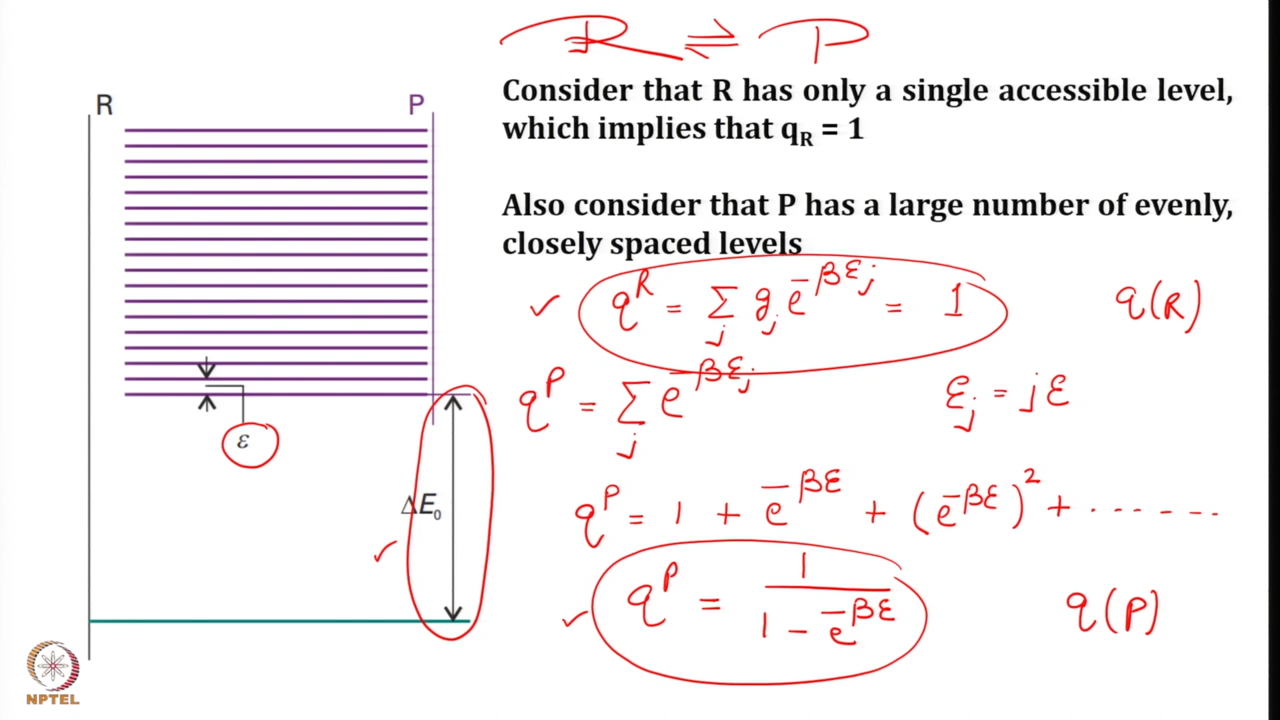 R ⇌ P
R P
Consider that R has only a single accessible level,
which implies that q_R = 1
Also consider that P has a large number of evenly,
closely spaced levels
q^R = Σ_j g_j e^{-βε_j} = 1 q(R)
q^P = Σ_j e^{-βε_j} ε_j = jε
ε
q^P = 1 + e^{-βε} + (e^{-βε})^2 + ......
ΔE_0
q^P = 1 / (1 - e^{-βε}) q(P)
NPTEL